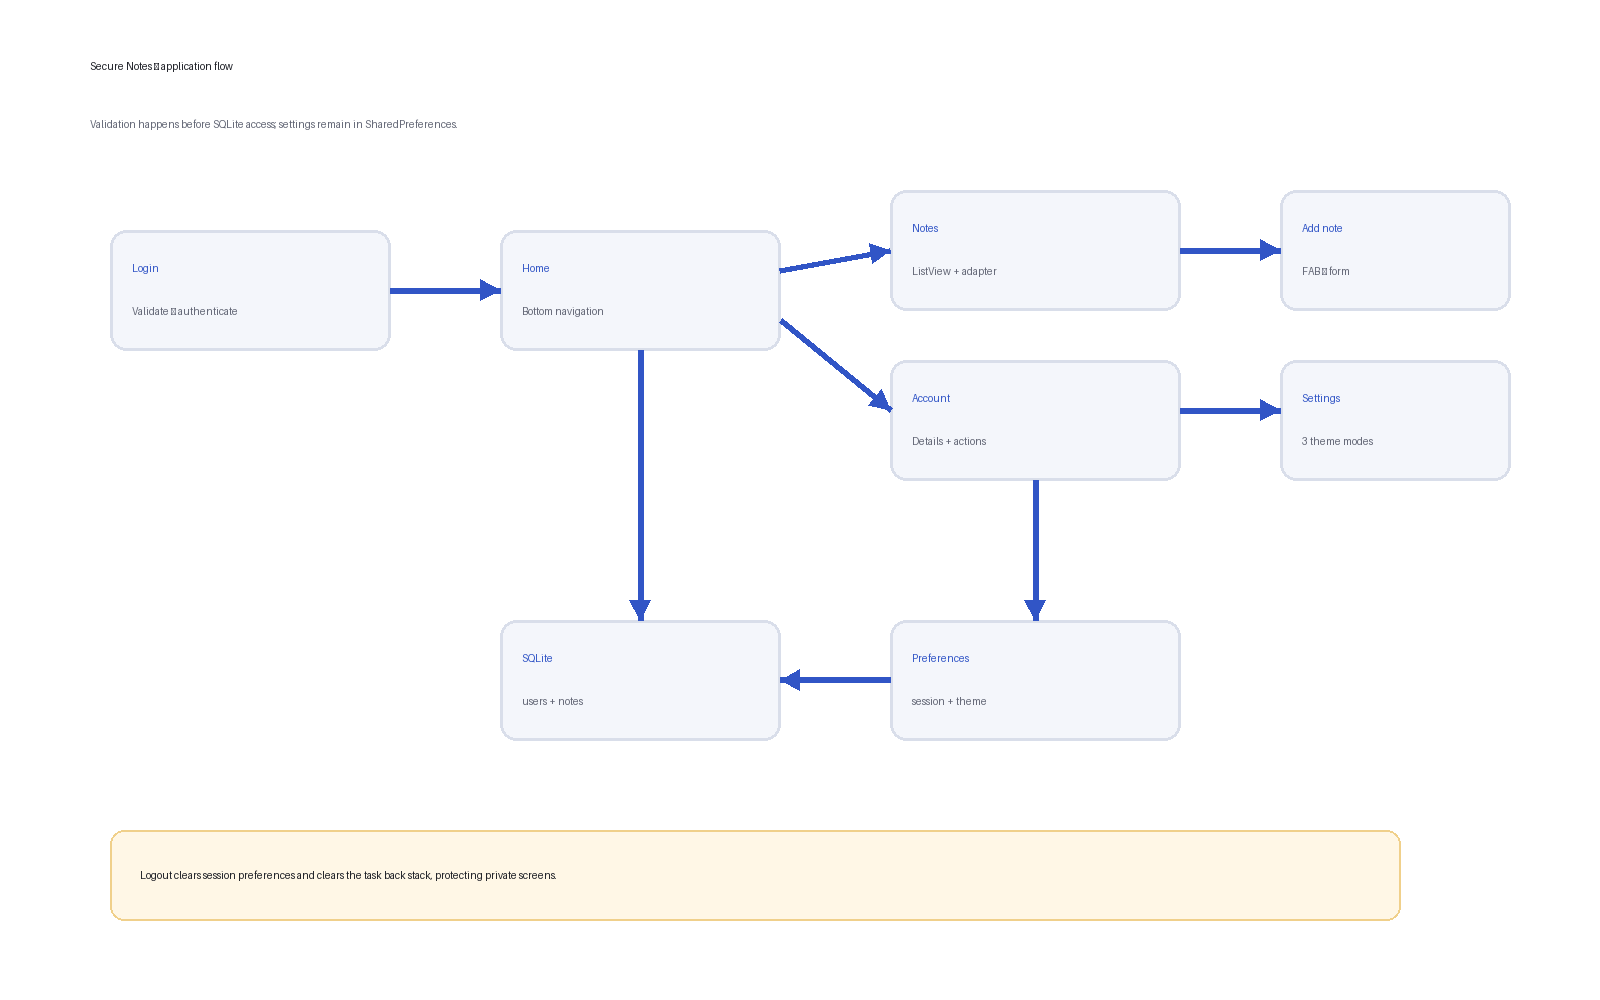 Secure Notes application flow
Validation happens before SQLite access; settings remain in SharedPreferences.
Login
Validate authenticate
Home
Bottom navigation
Notes
ListView + adapter
Add note
FAB form
Account
Details + actions
Settings
3 theme modes
SQLite
users + notes
Preferences
session + theme
Logout clears session preferences and clears the task back stack, protecting private screens.